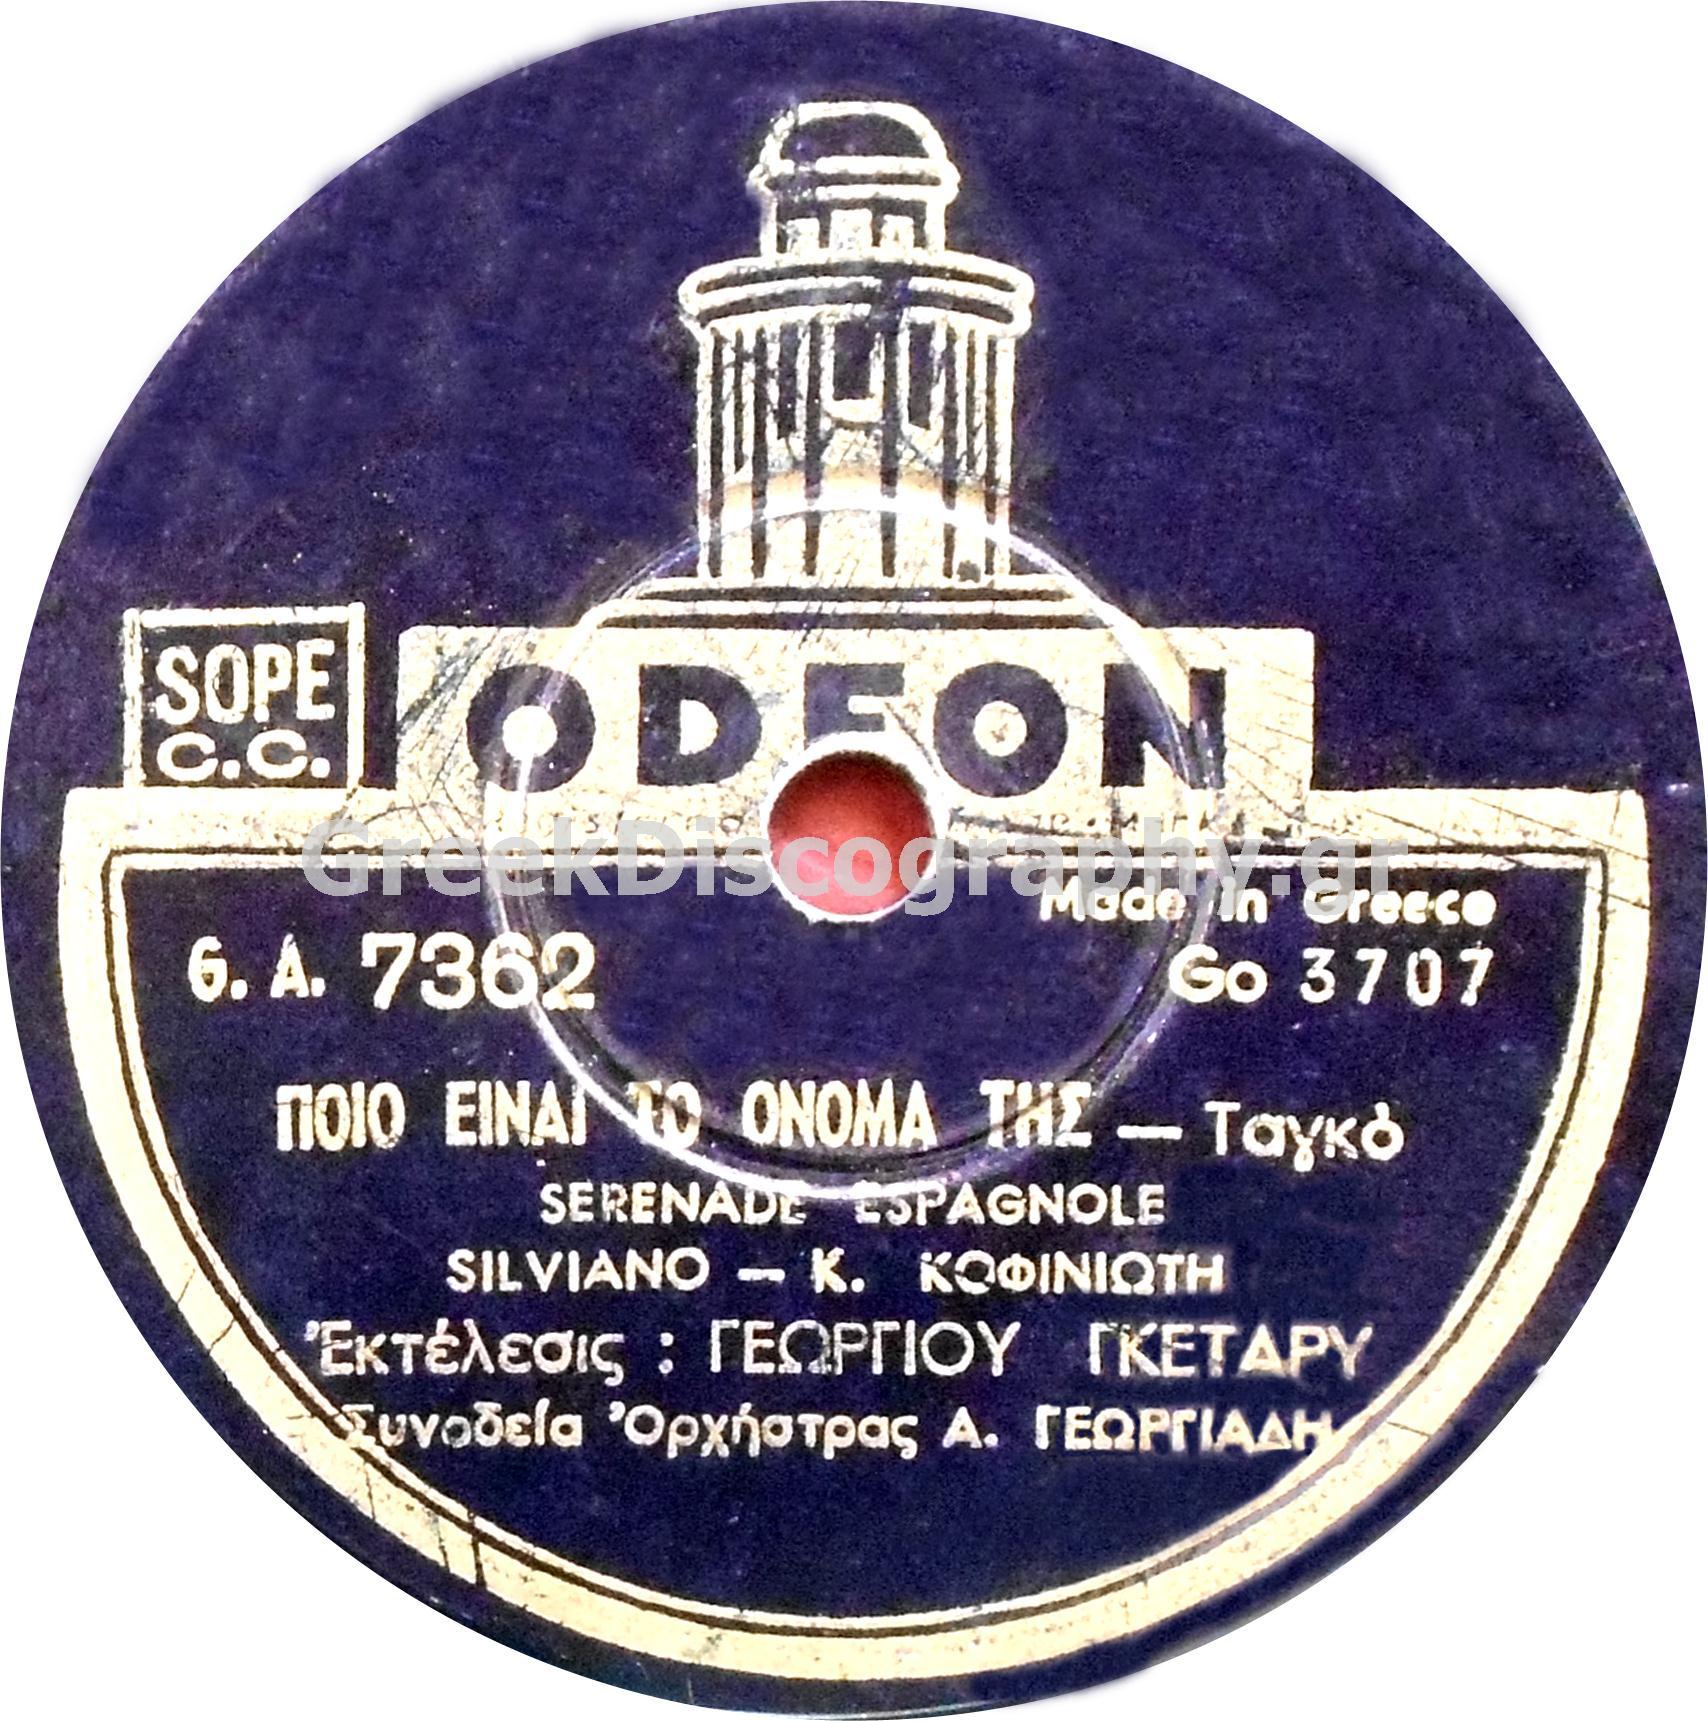 SOPE
C.C.
ODEON
GreekDiscography.gr
Made in Greece
G. A. 7362
Go 3707
ΠΟΙΟ ΕΙΝΑΙ ΤΟ ΟΝΟΜΑ ΤΗΣ — Ταγκό
SERENADE ESPAGNOLE
SILVIANO — Κ. ΚΟΦΙΝΙΩΤΗ
Ἐκτέλεσις : ΓΕΩΡΓΙΟΥ ΓΚΕΤΑΡΥ
Συνοδεία Ὀρχήστρας Α. ΓΕΩΡΓΙΑΔΗ